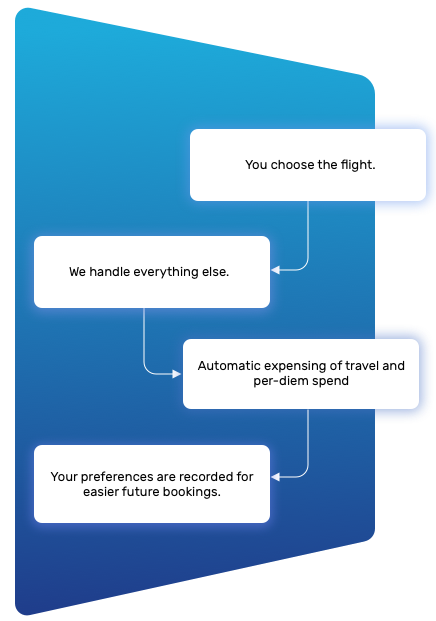 You choose the flight.
We handle everything else.
Automatic expensing of travel and
per-diem spend
Your preferences are recorded for
easier future bookings.